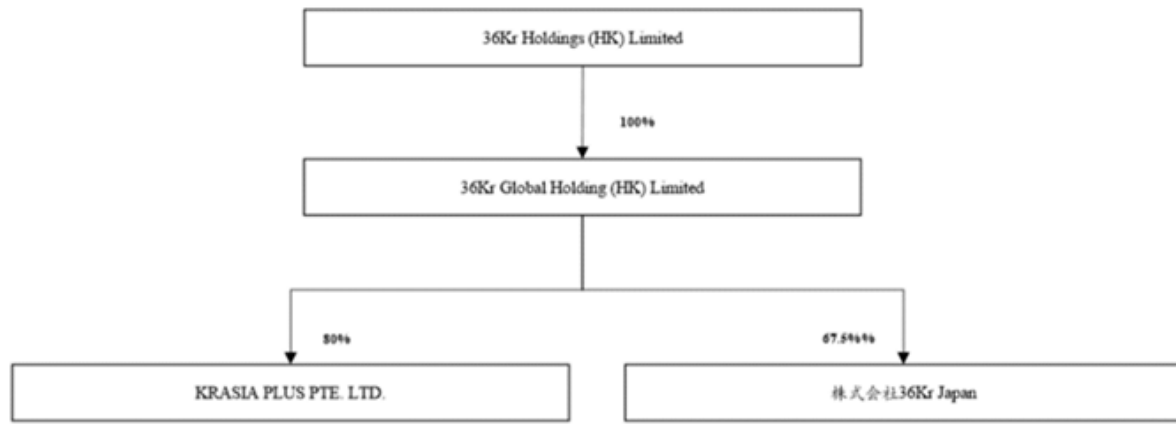 36Kr Holdings (HK) Limited
100%
36Kr Global Holding (HK) Limited
80%
67.5%%
KRASIA PLUS PTE. LTD.
株式会社36Kr Japan